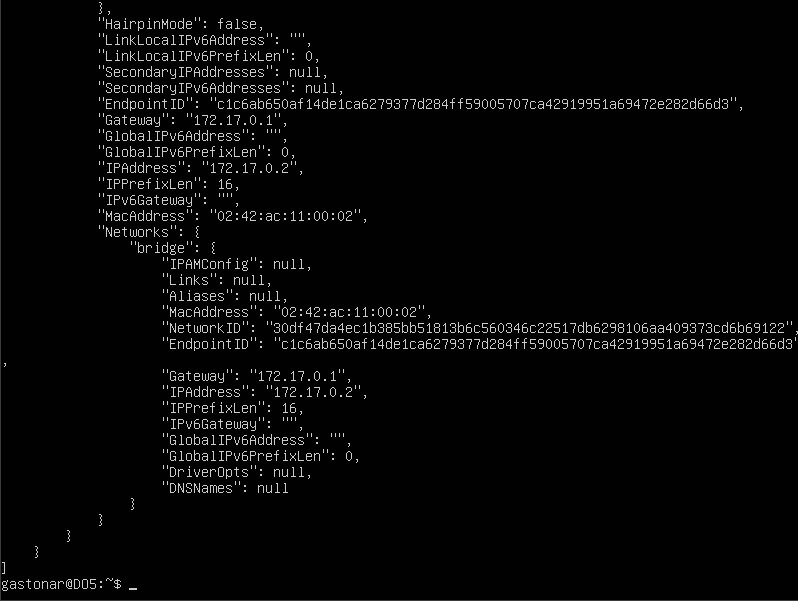 },
        "HairpinMode": false,
        "LinkLocalIPv6Address": "",
        "LinkLocalIPv6PrefixLen": 0,
        "SecondaryIPAddresses": null,
        "SecondaryIPv6Addresses": null,
        "EndpointID": "c1c6ab650af14de1ca6279377d284ff59005707ca42919951a69472e282d66d3",
        "Gateway": "172.17.0.1",
        "GlobalIPv6Address": "",
        "GlobalIPv6PrefixLen": 0,
        "IPAddress": "172.17.0.2",
        "IPPrefixLen": 16,
        "IPv6Gateway": "",
        "MacAddress": "02:42:ac:11:00:02",
        "Networks": {
            "bridge": {
                "IPAMConfig": null,
                "Links": null,
                "Aliases": null,
                "MacAddress": "02:42:ac:11:00:02",
                "NetworkID": "30df47da4ec1b385bb51813b6c560346c22517db6298106aa409373cd6b69122",
                "EndpointID": "c1c6ab650af14de1ca6279377d284ff59005707ca42919951a69472e282d66d3"
,
                "Gateway": "172.17.0.1",
                "IPAddress": "172.17.0.2",
                "IPPrefixLen": 16,
                "IPv6Gateway": "",
                "GlobalIPv6Address": "",
                "GlobalIPv6PrefixLen": 0,
                "DriverOpts": null,
                "DNSNames": null
            }
        }
    }
}
]
gastonar@DO5:~$ _